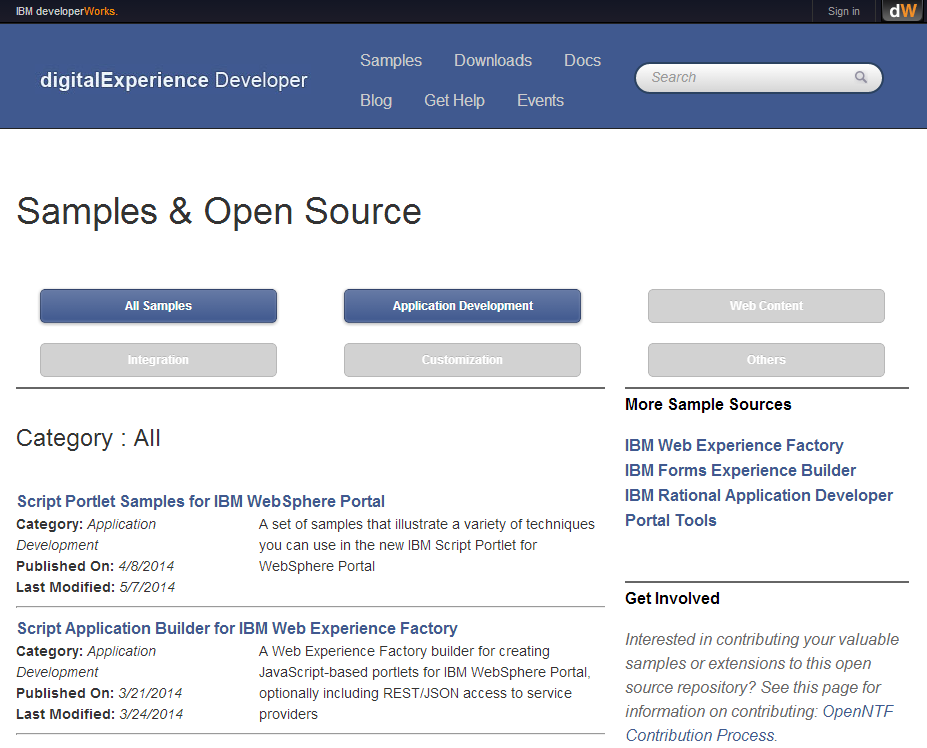 IBM developerWorks.
Sign in
dW
digitalExperience Developer
Samples Downloads Docs
Blog Get Help Events
Search
Samples & Open Source
All Samples
Application Development
Web Content
Integration
Customization
Others
Category : All
Script Portlet Samples for IBM WebSphere Portal
Category: Application
Development
Published On: 4/8/2014
Last Modified: 5/7/2014
A set of samples that illustrate a variety of techniques
you can use in the new IBM Script Portlet for
WebSphere Portal
Script Application Builder for IBM Web Experience Factory
Category: Application
Development
Published On: 3/21/2014
Last Modified: 3/24/2014
A Web Experience Factory builder for creating
JavaScript-based portlets for IBM WebSphere Portal,
optionally including REST/JSON access to service
providers
More Sample Sources
IBM Web Experience Factory
IBM Forms Experience Builder
IBM Rational Application Developer
Portal Tools
Get Involved
Interested in contributing your valuable
samples or extensions to this open
source repository? See this page for
information on contributing: OpenNTF
Contribution Process.